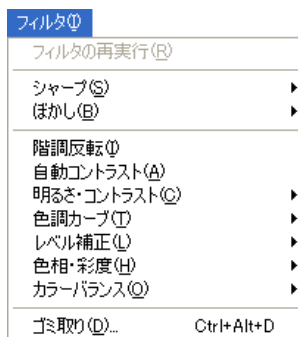 フィルタ(I)
フィルタの再実行(R)
シャープ(S)
ぼかし(B)
階調反転(I)
自動コントラスト(A)
明るさ・コントラスト(C)
色調カーブ(T)
レベル補正(L)
色相・彩度(H)
カラーバランス(O)
ゴミ取り(D)... Ctrl+Alt+D